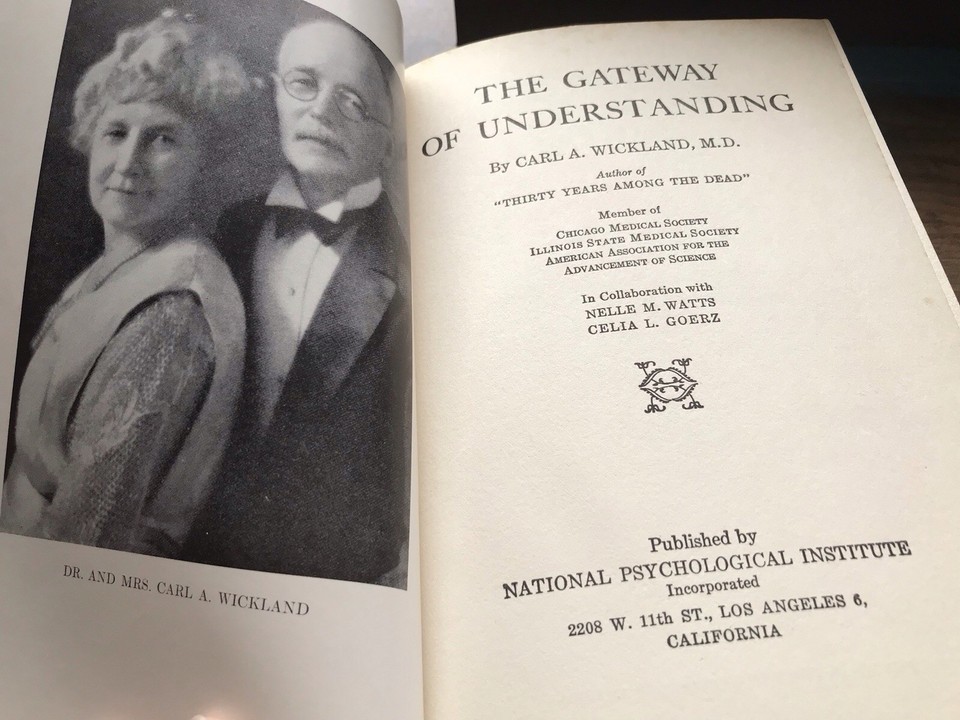 DR. AND MRS. CARL A. WICKLAND
THE GATEWAY
OF UNDERSTANDING
By CARL A. WICKLAND, M.D.
Author of
"THIRTY YEARS AMONG THE DEAD"
Member of
CHICAGO MEDICAL SOCIETY
ILLINOIS STATE MEDICAL SOCIETY
AMERICAN ASSOCIATION FOR THE
ADVANCEMENT OF SCIENCE
In Collaboration with
NELLE M. WATTS
CELIA L. GOERZ
Published by
NATIONAL PSYCHOLOGICAL INSTITUTE
Incorporated
2208 W. 11th ST., LOS ANGELES 6,
CALIFORNIA